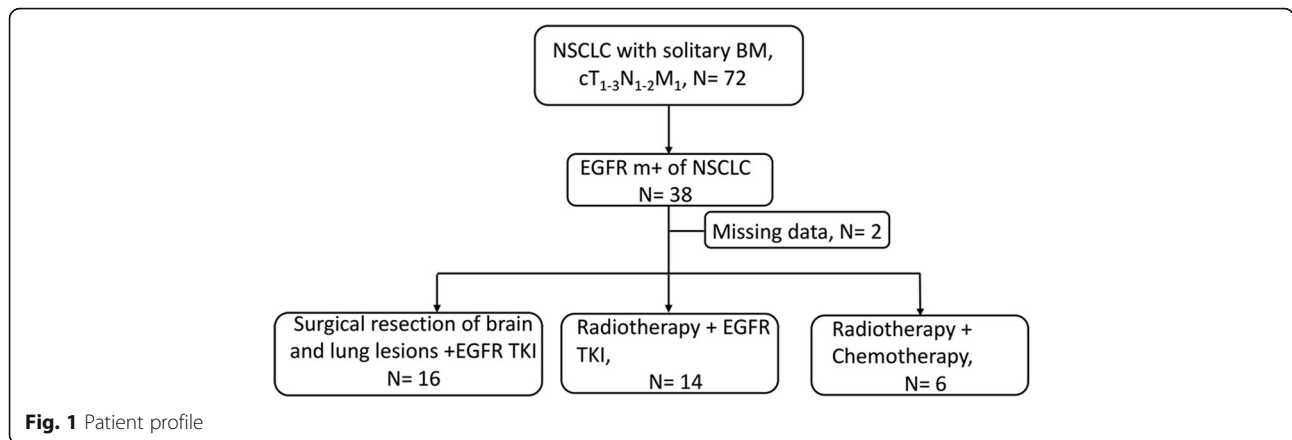 NSCLC with solitary BM,
cT₁₋₃N₁₋₂M₁, N= 72
EGFR m+ of NSCLC
N= 38
Missing data, N= 2
Surgical resection of brain
and lung lesions +EGFR TKI
N= 16
Radiotherapy + EGFR
TKI,
N= 14
Radiotherapy +
Chemotherapy,
N= 6
Fig. 1 Patient profile